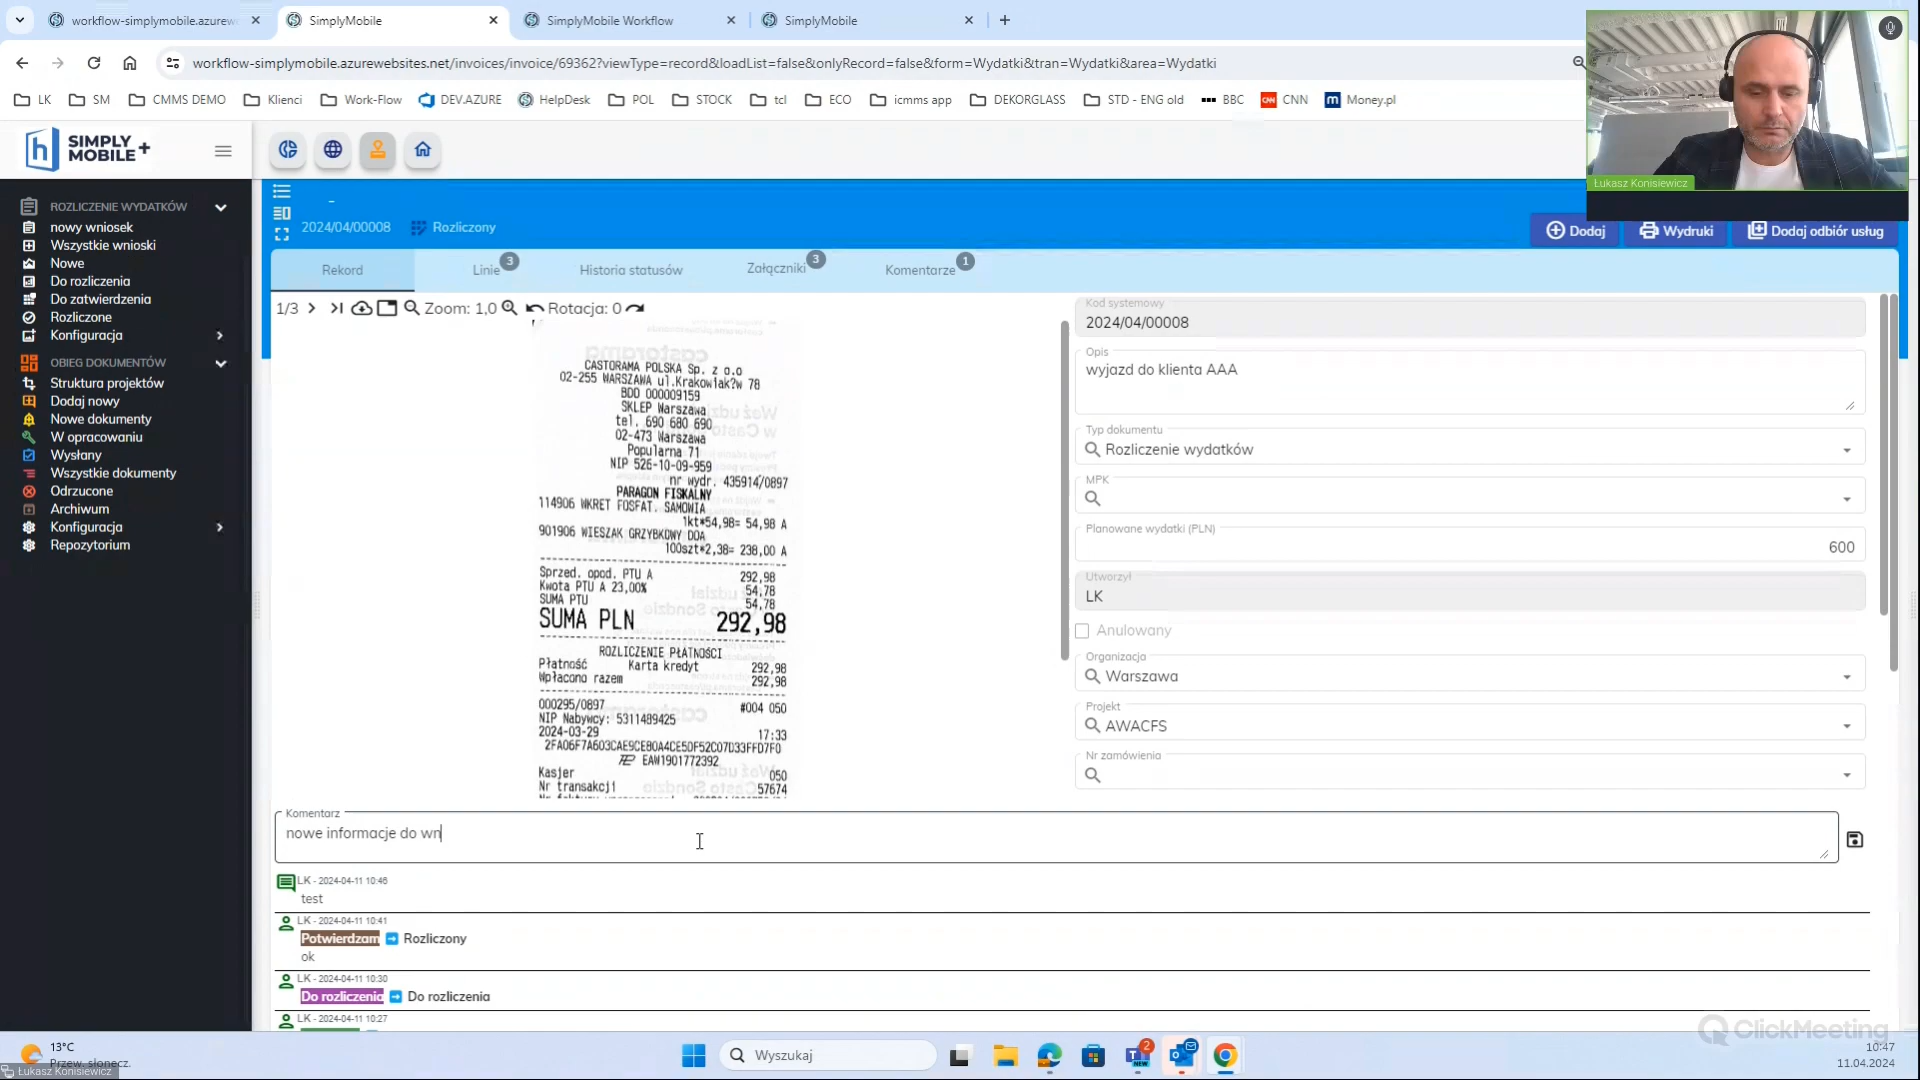 workflow-simplymobile.azurew
SimplyMobile
SimplyMobile Workflow
SimplyMobile
workflow-simplymobile.azurewebsites.net/invoices/invoice/69362?viewType=record&loadList=false&onlyRecord=false&form=Wydatki&tran=Wydatki&area=Wydatki
LK SM CMMS DEMO Klienci Work-Flow DEV.AZURE HelpDesk POL STOCK tcl ECO icmms app DEKORGLASS STD - ENG old BBC CNN Money.pl
SIMPLY
MOBILE+
Łukasz Konisiewicz
ROZLICZENIE WYDATKÓW
nowy wniosek
Wszystkie wnioski
Nowe
Do rozliczenia
Do zatwierdzenia
Rozliczone
Konfiguracja
OBIEG DOKUMENTÓW
Struktura projektów
Dodaj nowy
Nowe dokumenty
W opracowaniu
Wysłany
Wszystkie dokumenty
Odrzucone
Archiwum
Konfiguracja
Repozytorium
-
2024/04/00008 Rozliczony
Dodaj Wydruki Dodaj odbiór usług
Rekord Linie 3 Historia statusów Załączniki 3 Komentarze 1
1/3 Zoom: 1,0 Rotacja: 0
CASTORAMA POLSKA Sp. z o.o
02-255 WARSZAWA ul.Krakowiak?w 78
BDO 000009159
SKLEP Warszawa
tel. 690 680 690
02-473 Warszawa
Popularna 71
NIP 526-10-09-959
nr wydr. 435914/0897
PARAGON FISKALNY
114906 WKRET FOSFAT. SAMOWIA
1kt*54,98= 54,98 A
901906 WIESZAK GRZYBKOWY DOA
100szt*2,38= 238,00 A
Sprzed. opod. PTU A 292,98
Kwota PTU A 23,00% 54,78
SUMA PTU 54,78
SUMA PLN 292,98
ROZLICZENIE PŁATNOŚCI
Płatność Karta kredyt 292,98
Wpłacono razem 292,98
000295/0897 #004 050
NIP Nabywcy: 5311489425
2024-03-29 17:33
2FA06F7A603CAE9CEB0A4CE5DF52C07D33FFD7F0
EAW1901772392
Kasjer 050
Nr transakcji 57674
Kod systemowy
2024/04/00008
Opis
wyjazd do klienta AAA
Typ dokumentu
Rozliczenie wydatków
MPK
Planowane wydatki (PLN)
600
Utworzył
LK
Anulowany
Organizacja
Warszawa
Projekt
AWACFS
Nr zamówienia
Komentarz
nowe informacje do wn
LK - 2024-04-11 10:46
test
LK - 2024-04-11 10:41
Potwierdzam Rozliczony
ok
LK - 2024-04-11 10:30
Do rozliczenia Do rozliczenia
LK - 2024-04-11 10:27
ClickMeeting
13°C
Przew. słonecz.
Łukasz Konisiewicz
Wyszukaj
2
NEW
10:47
11.04.2024